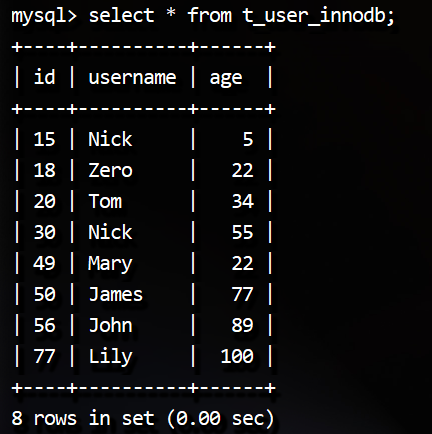 mysql> select * from t_user_innodb;
+----+----------+------+
| id | username | age  |
+----+----------+------+
| 15 | Nick     |    5 |
| 18 | Zero     |   22 |
| 20 | Tom      |   34 |
| 30 | Nick     |   55 |
| 49 | Mary     |   22 |
| 50 | James    |   77 |
| 56 | John     |   89 |
| 77 | Lily     |  100 |
+----+----------+------+
8 rows in set (0.00 sec)